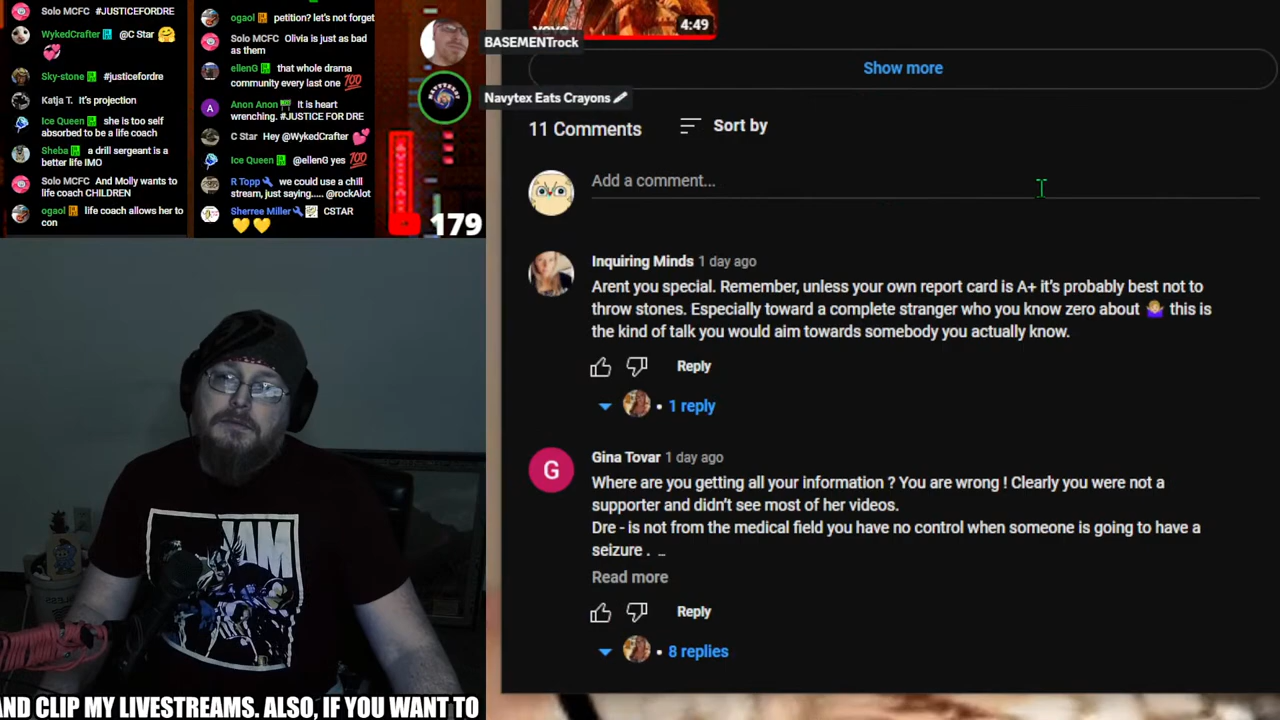 Solo MCFC #JUSTICEFORDRE
WykedCrafter @C Star
Sky-stone #justicefordre
Katja T. It's projection
Ice Queen she is too self
absorbed to be a life coach
Sheba a drill sergeant is a
better life IMO
Solo MCFC And Molly wants to
life coach CHILDREN
ogaol life coach allows her to
con
ogaol petition? let's not forget
Solo MCFC Olivia is just as bad
as them
ellenG that whole drama
community every last one 💯
Anon Anon It is heart
wrenching. #JUSTICE FOR DRE
C Star Hey @WykedCrafter
Ice Queen @ellenG yes 💯
R Topp we could use a chill
stream, just saying..... @rockAlot
Sherree Miller CSTAR
179
BASEMENTrock
Navytex Eats Crayons
4:49
Show more
11 Comments Sort by
Add a comment...
Inquiring Minds 1 day ago
Arent you special. Remember, unless your own report card is A+ it's probably best not to
throw stones. Especially toward a complete stranger who you know zero about 🤷‍♀️ this is
the kind of talk you would aim towards somebody you actually know.
Reply
• 1 reply
G
Gina Tovar 1 day ago
Where are you getting all your information ? You are wrong ! Clearly you were not a
supporter and didn't see most of her videos.
Dre - is not from the medical field you have no control when someone is going to have a
seizure . ...
Read more
Reply
• 8 replies
JAM
AND CLIP MY LIVESTREAMS. ALSO, IF YOU WANT TO